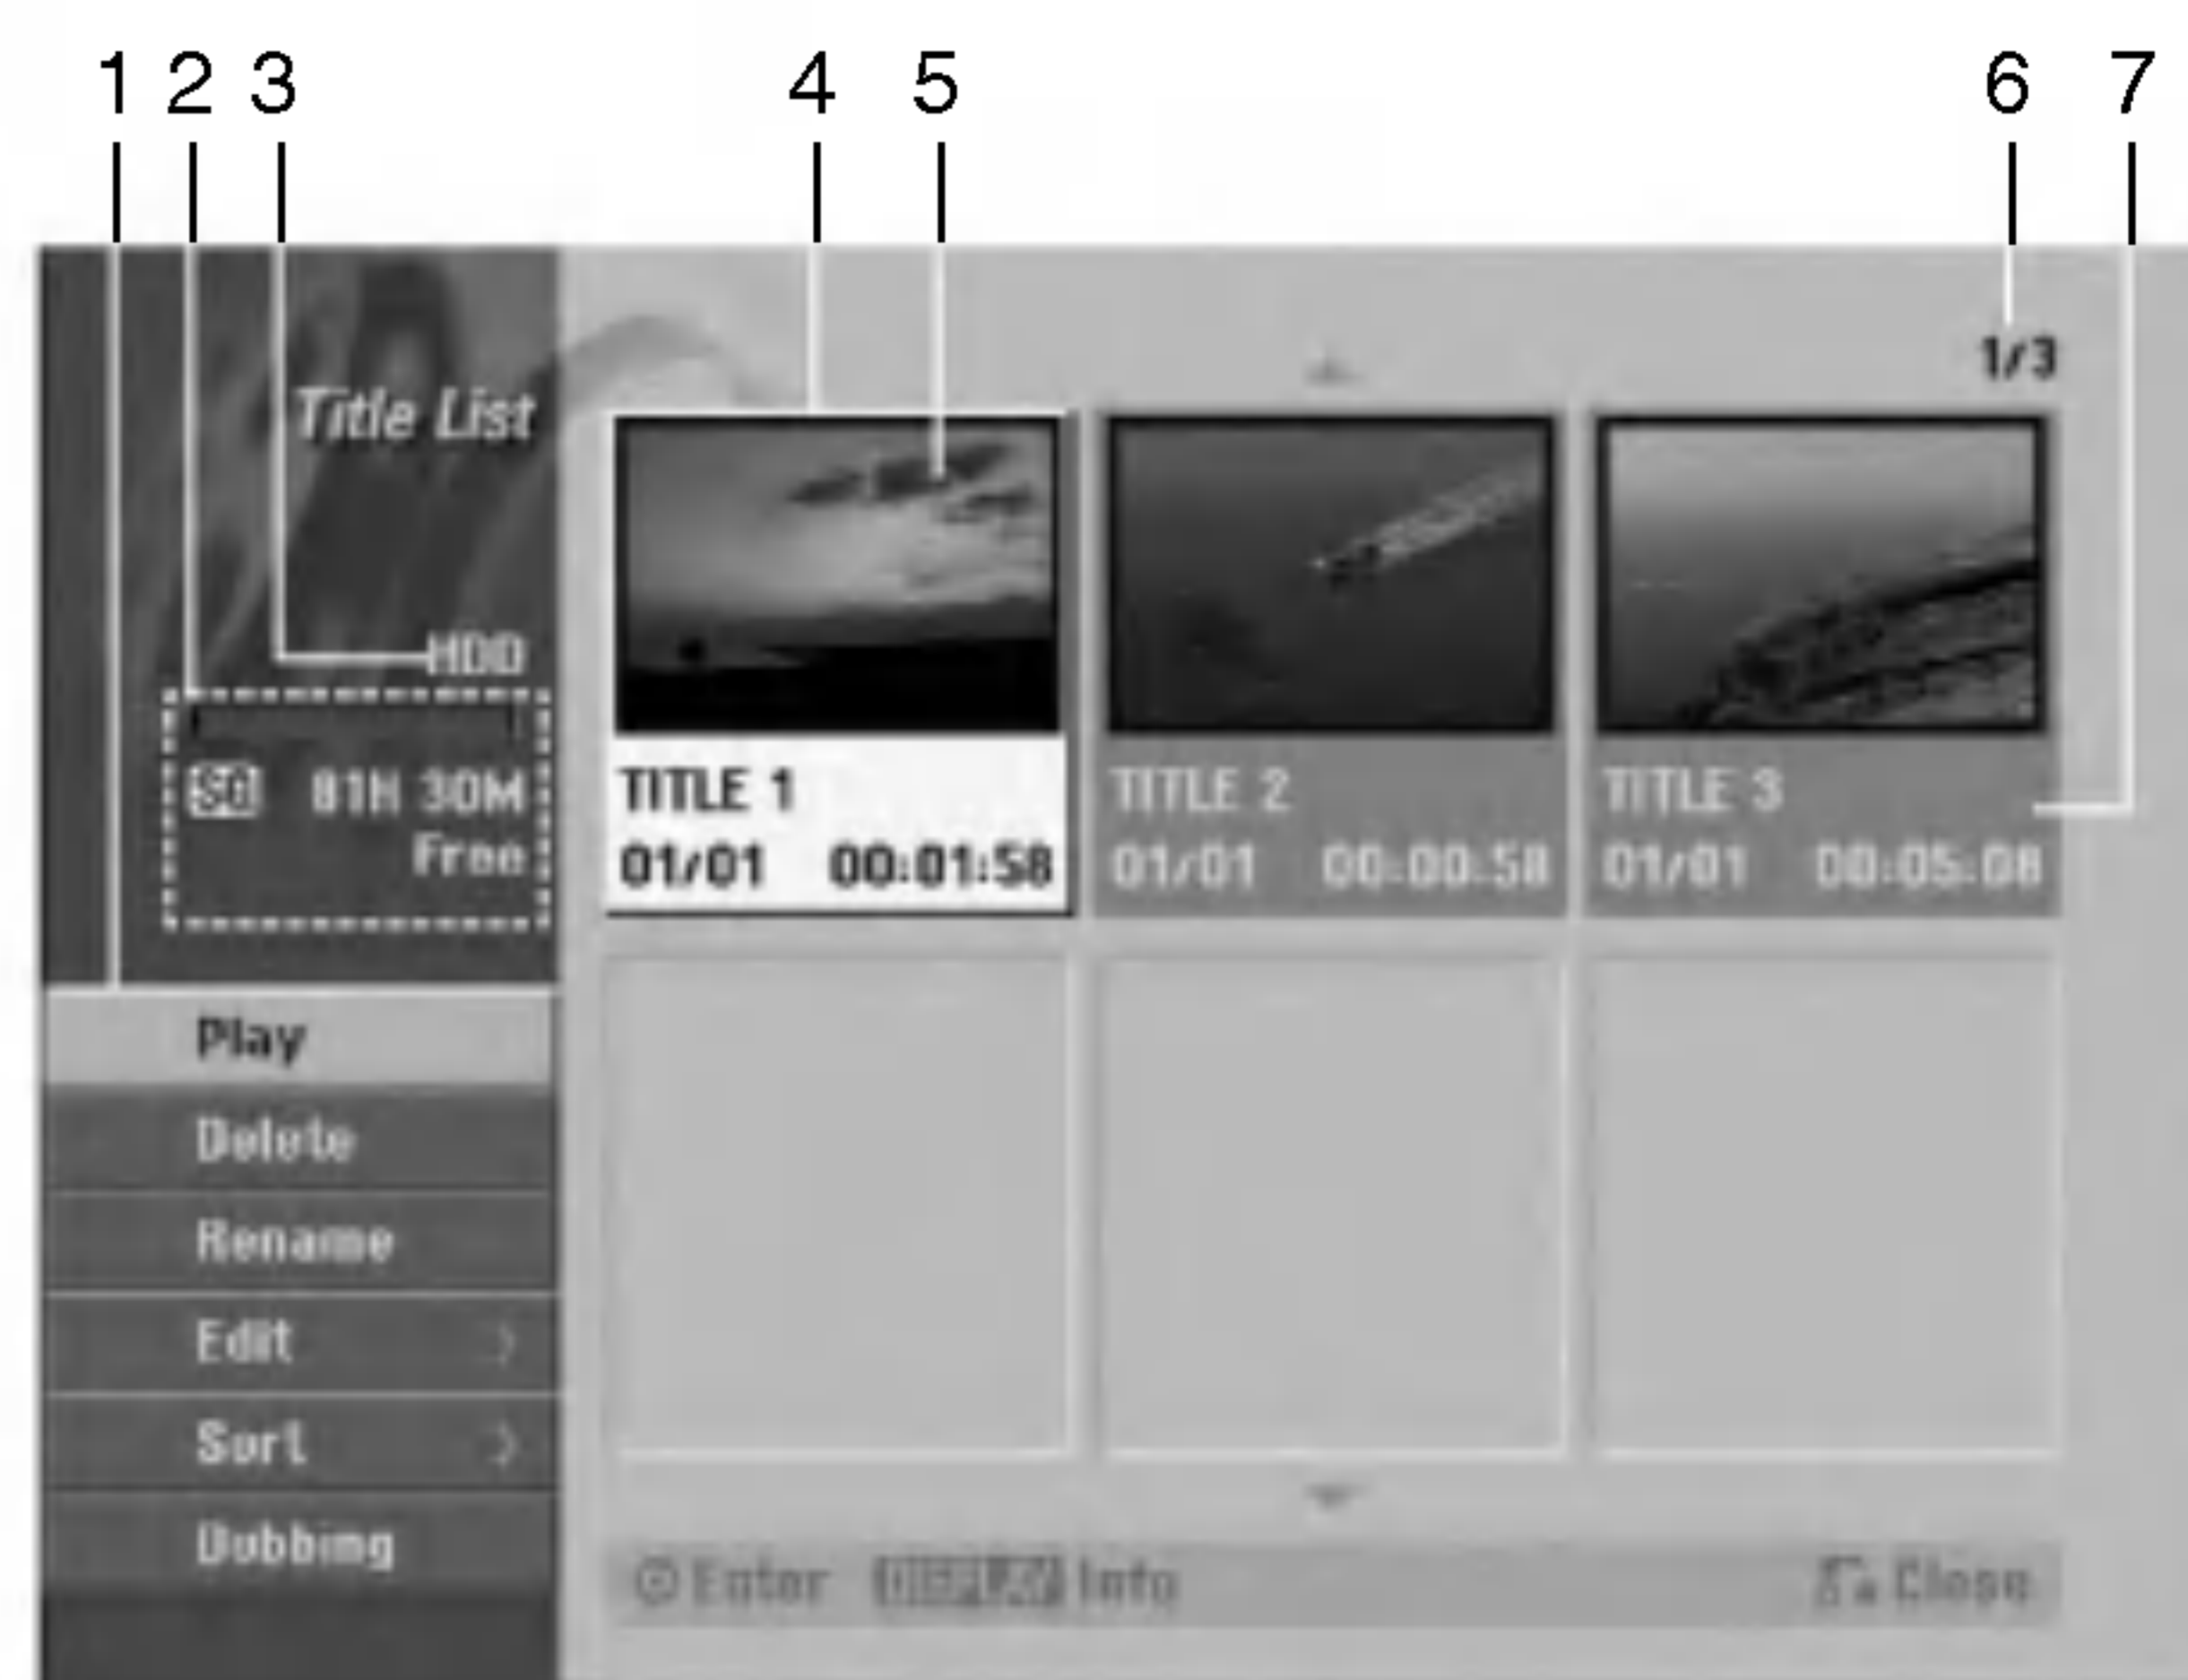 1 2 3 4 5 6 7
1/3
Title List
HDD
SQ 81H 30M
Free
TITLE 1
01/01 00:01:58
TITLE 2
01/01 00:00:58
TITLE 3
01/01 00:05:08
Play
Delete
Rename
Edit
Sort
Dubbing
Enter DISPLAY Info Close